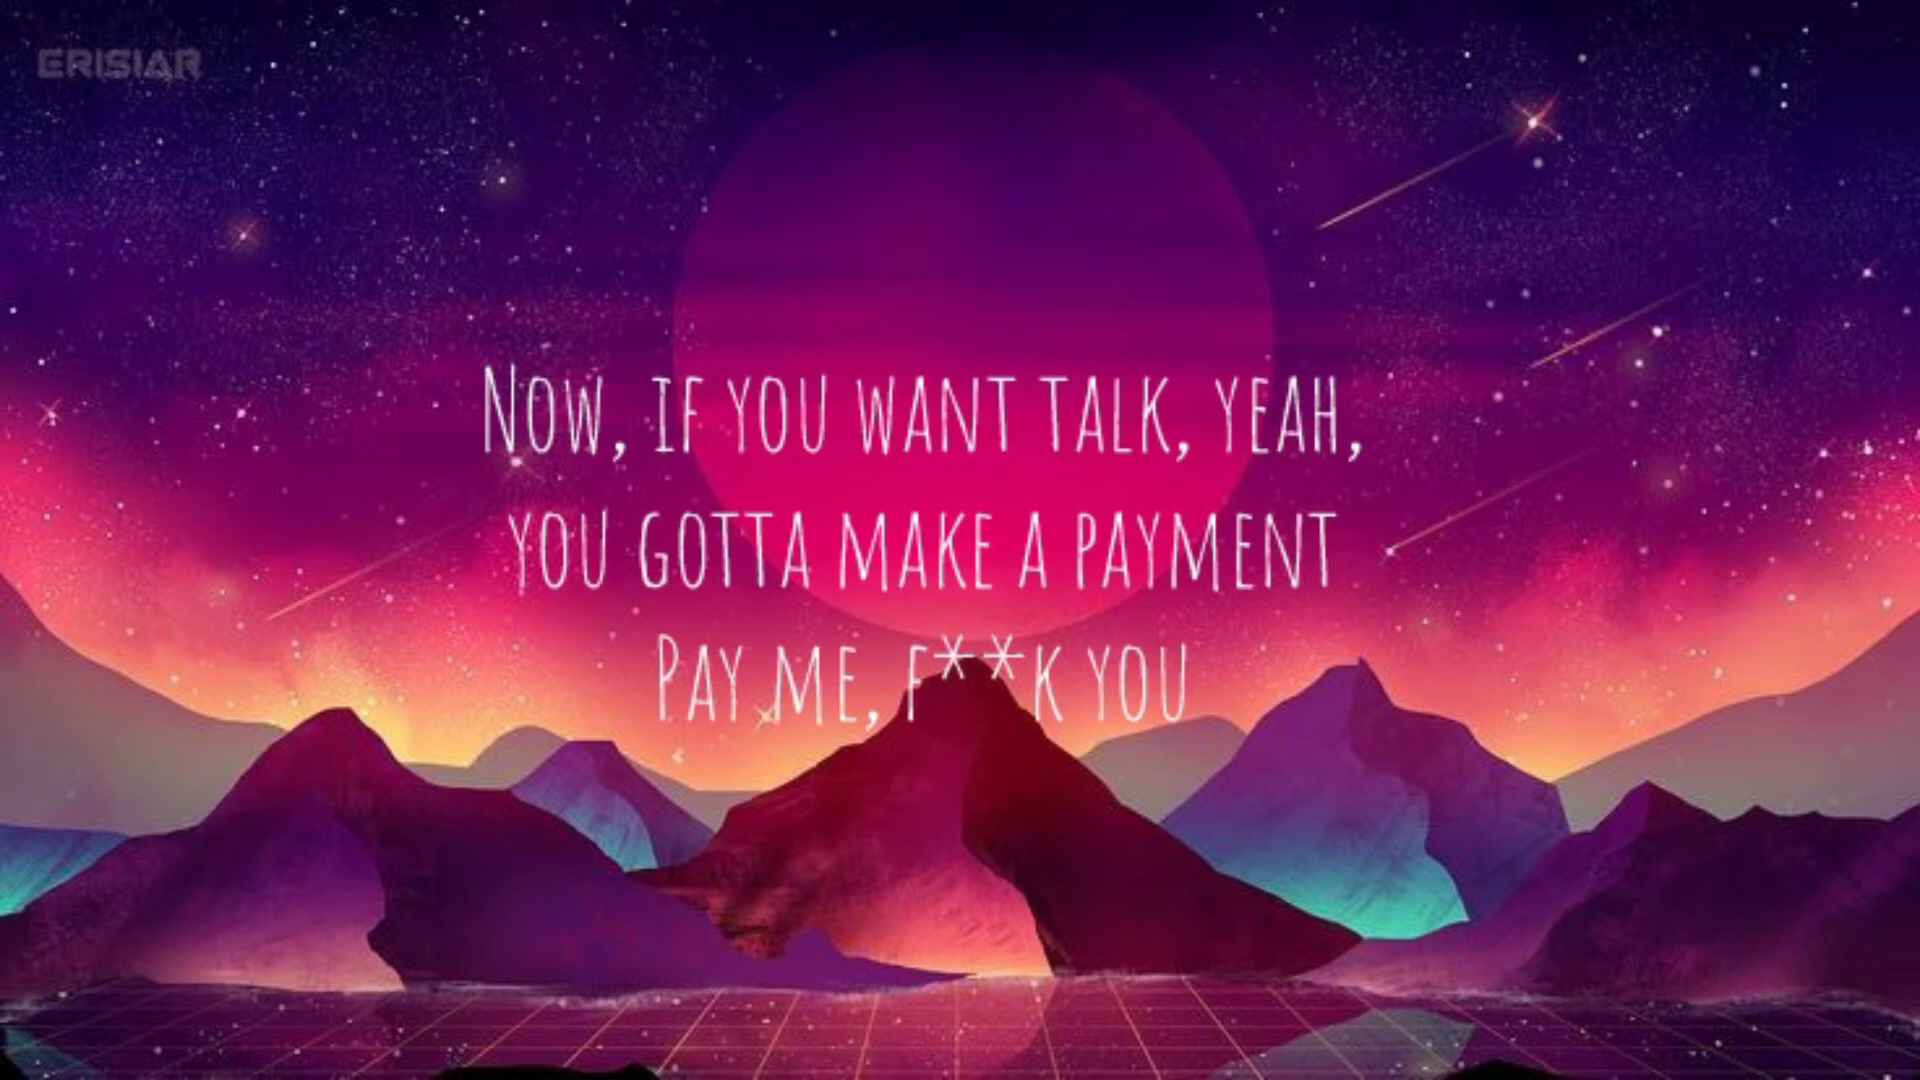 ERISIAR
Now, if you want talk, yeah,
you gotta make a payment
Pay me, f**k you